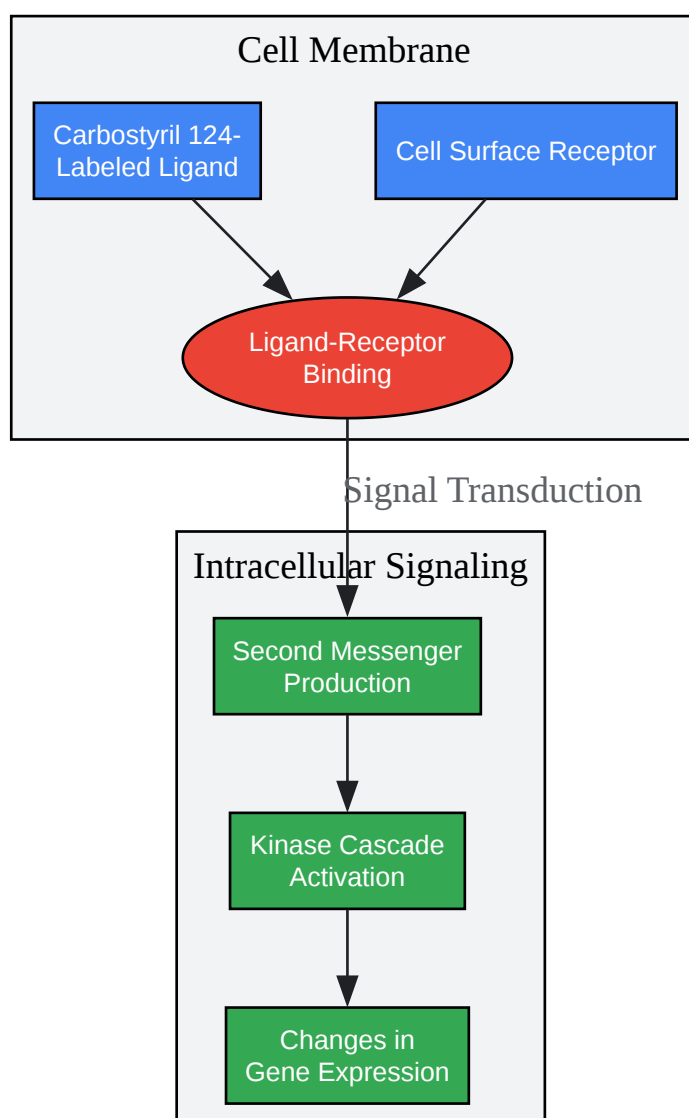 Cell Membrane
Carbostyril 124-
Labeled Ligand
Cell Surface Receptor
Ligand-Receptor
Binding
Signal Transduction
Intracellular Signaling
Second Messenger
Production
Kinase Cascade
Activation
Changes in
Gene Expression